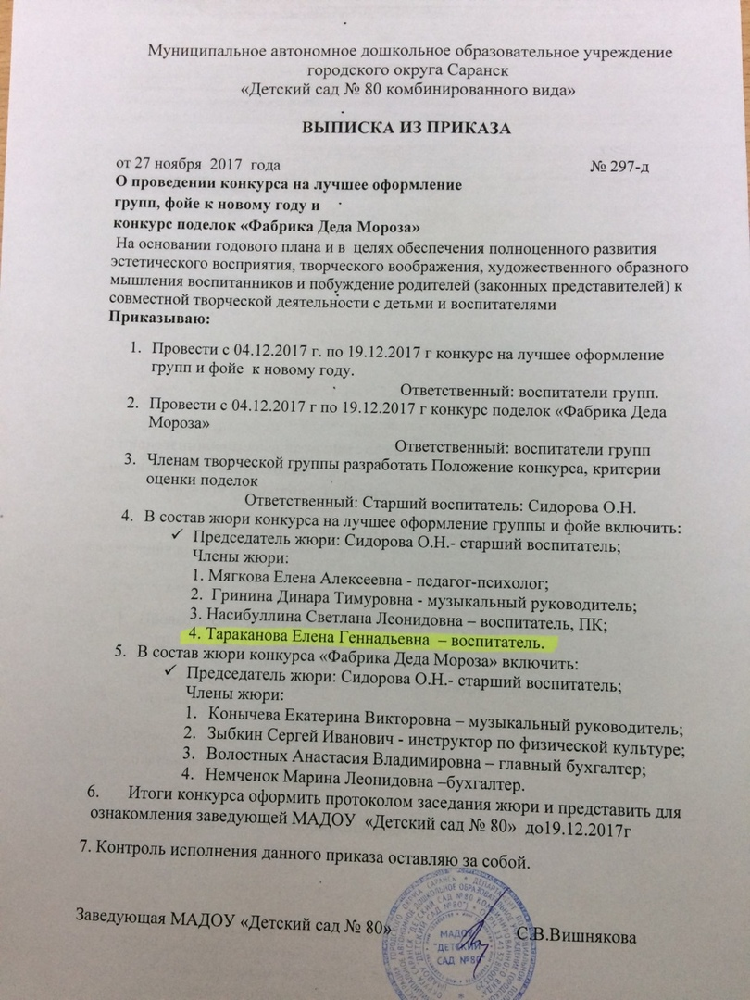 Муниципальное автономное дошкольное образовательное учреждение
городского округа Саранск
«Детский сад № 80 комбинированного вида»
ВЫПИСКА ИЗ ПРИКАЗА
от 27 ноября 2017 года № 297-д
О проведении конкурса на лучшее оформление
групп, фойе к новому году и
конкурс поделок «Фабрика Деда Мороза»
На основании годового плана и в целях обеспечения полноценного развития
эстетического восприятия, творческого воображения, художественного образного
мышления воспитанников и побуждение родителей (законных представителей) к
совместной творческой деятельности с детьми и воспитателями
Приказываю:
1. Провести с 04.12.2017 г. по 19.12.2017 г конкурс на лучшее оформление
групп и фойе к новому году.
Ответственный: воспитатели групп.
2. Провести с 04.12.2017 г по 19.12.2017 г конкурс поделок «Фабрика Деда
Мороза»
Ответственный: воспитатели групп
3. Членам творческой группы разработать Положение конкурса, критерии
оценки поделок
Ответственный: Старший воспитатель: Сидорова О.Н.
4. В состав жюри конкурса на лучшее оформление группы и фойе включить:
✓ Председатель жюри: Сидорова О.Н.- старший воспитатель;
Члены жюри:
1. Мягкова Елена Алексеевна - педагог-психолог;
2. Гринина Динара Тимуровна - музыкальный руководитель;
3. Насибуллина Светлана Леонидовна – воспитатель, ПК;
4. Тараканова Елена Геннадьевна – воспитатель.
5. В состав жюри конкурса «Фабрика Деда Мороза» включить:
✓ Председатель жюри: Сидорова О.Н.- старший воспитатель;
Члены жюри:
1. Конычева Екатерина Викторовна – музыкальный руководитель;
2. Зыбкин Сергей Иванович - инструктор по физической культуре;
3. Волостных Анастасия Владимировна – главный бухгалтер;
4. Немченок Марина Леонидовна –бухгалтер.
6. Итоги конкурса оформить протоколом заседания жюри и представить для
ознакомления заведующей МАДОУ «Детский сад № 80» до19.12.2017г
7. Контроль исполнения данного приказа оставляю за собой.
Заведующая МАДОУ «Детский сад № 80» С.В.Вишнякова
МАДОУ
"ДЕТСКИЙ
САД №80"